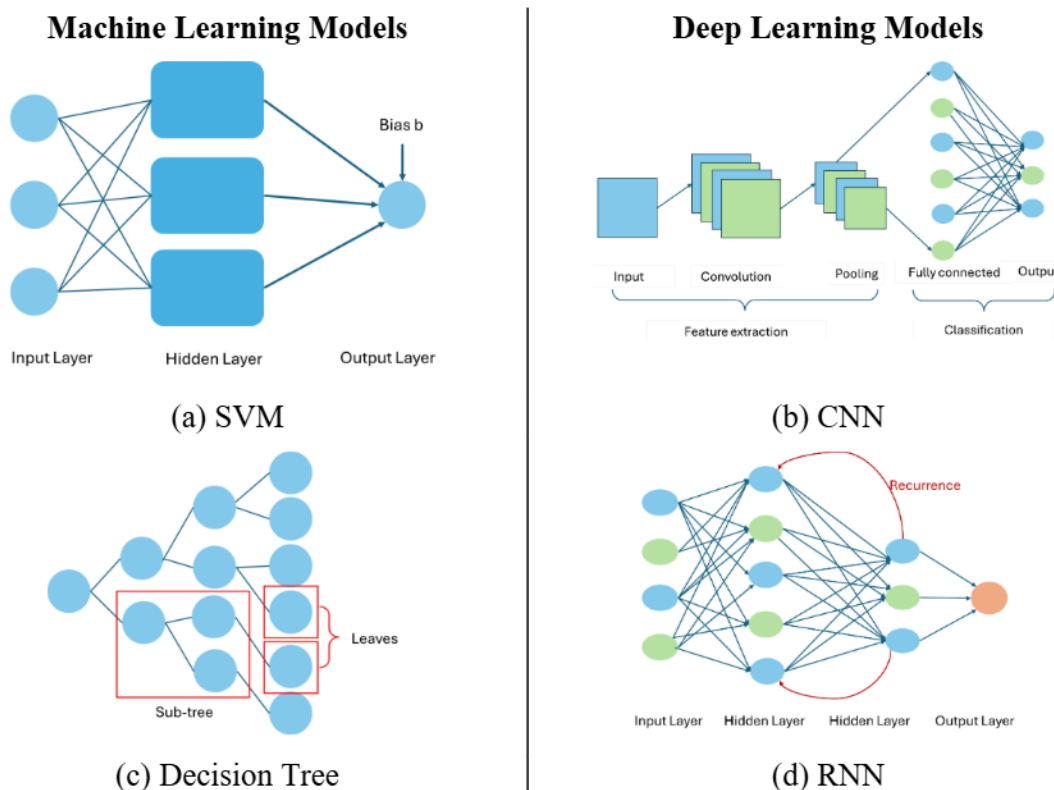 Machine Learning Models
Bias b
Input Layer
Hidden Layer
Output Layer
(a) SVM
Sub-tree
Leaves
(c) Decision Tree
Deep Learning Models
Input
Convolution
Pooling
Fully connected
Outpu
Feature extraction
Classification
(b) CNN
Recurrence
Input Layer
Hidden Layer
Hidden Layer
Output Layer
(d) RNN